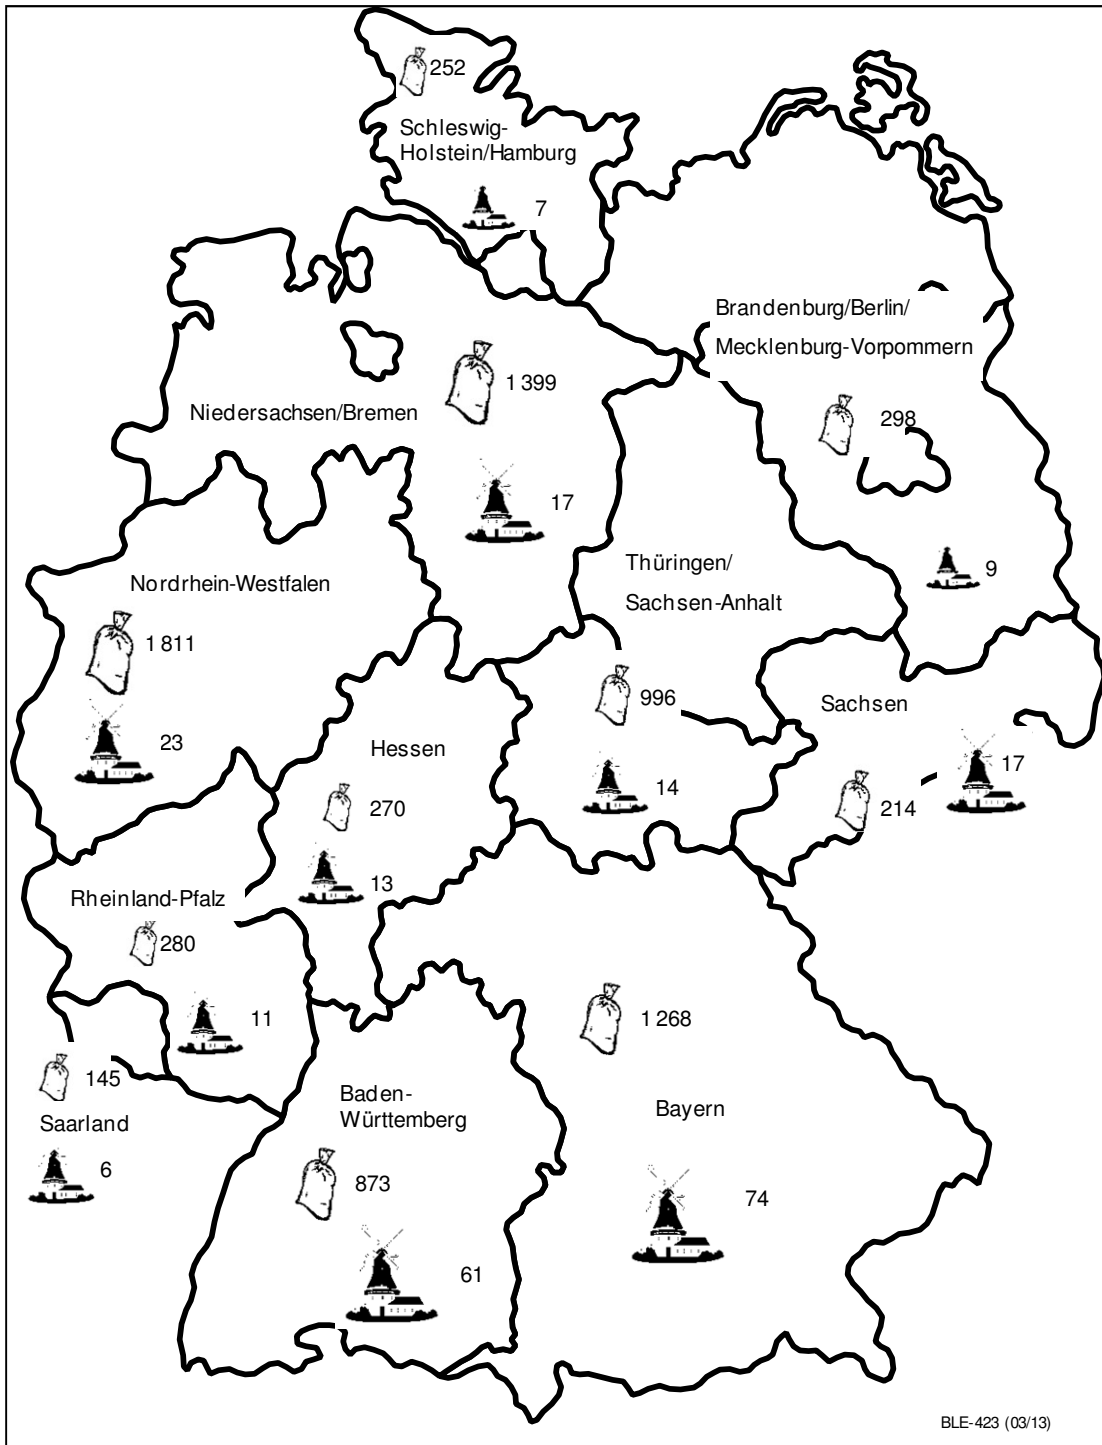 252
Schleswig-
Holstein/Hamburg
7
Brandenburg/Berlin/
Mecklenburg-Vorpommern
298
9
1 399
Niedersachsen/Bremen
17
Thüringen/
Sachsen-Anhalt
996
14
Nordrhein-Westfalen
1 811
23
Sachsen
17
214
Hessen
270
13
Rheinland-Pfalz
280
11
145
Saarland
6
Baden-
Württemberg
873
61
1 268
Bayern
74
BLE-423 (03/13)